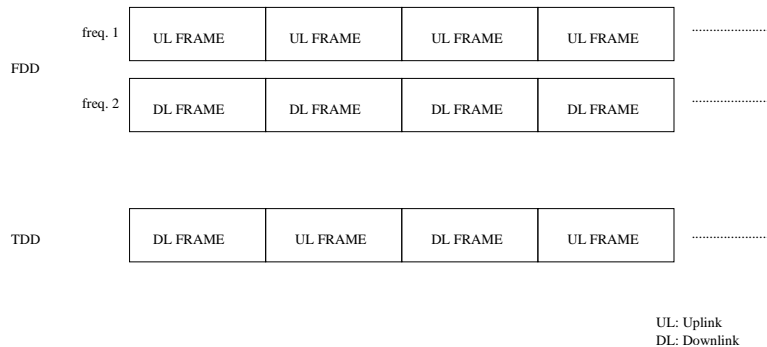 freq. 1 UL FRAME UL FRAME UL FRAME UL FRAME ......................
FDD
freq. 2 DL FRAME DL FRAME DL FRAME DL FRAME ......................
TDD DL FRAME UL FRAME DL FRAME UL FRAME ......................
UL: Uplink
DL: Downlink